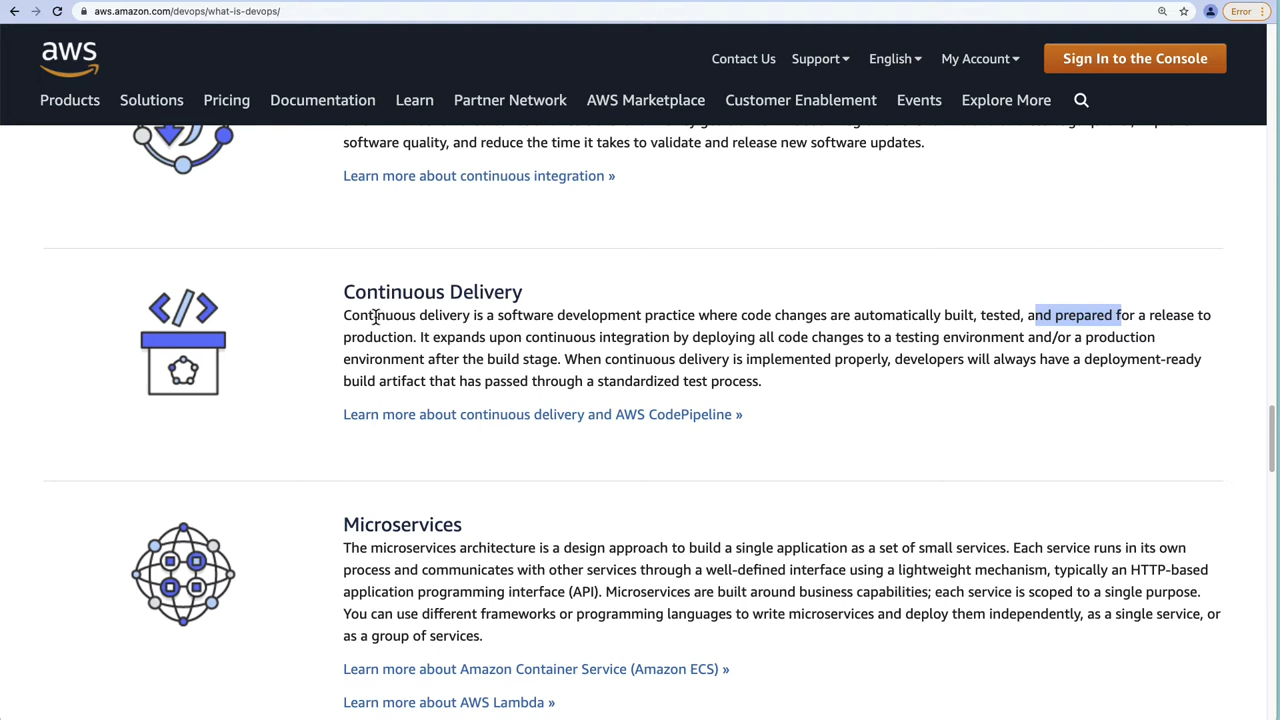 aws.amazon.com/devops/what-is-devops/
Error
aws
Contact Us Support English My Account Sign In to the Console
Products Solutions Pricing Documentation Learn Partner Network AWS Marketplace Customer Enablement Events Explore More
software quality, and reduce the time it takes to validate and release new software updates.
Learn more about continuous integration »
Continuous Delivery
Continuous delivery is a software development practice where code changes are automatically built, tested, and prepared for a release to
production. It expands upon continuous integration by deploying all code changes to a testing environment and/or a production
environment after the build stage. When continuous delivery is implemented properly, developers will always have a deployment-ready
build artifact that has passed through a standardized test process.
Learn more about continuous delivery and AWS CodePipeline »
Microservices
The microservices architecture is a design approach to build a single application as a set of small services. Each service runs in its own
process and communicates with other services through a well-defined interface using a lightweight mechanism, typically an HTTP-based
application programming interface (API). Microservices are built around business capabilities; each service is scoped to a single purpose.
You can use different frameworks or programming languages to write microservices and deploy them independently, as a single service, or
as a group of services.
Learn more about Amazon Container Service (Amazon ECS) »
Learn more about AWS Lambda »